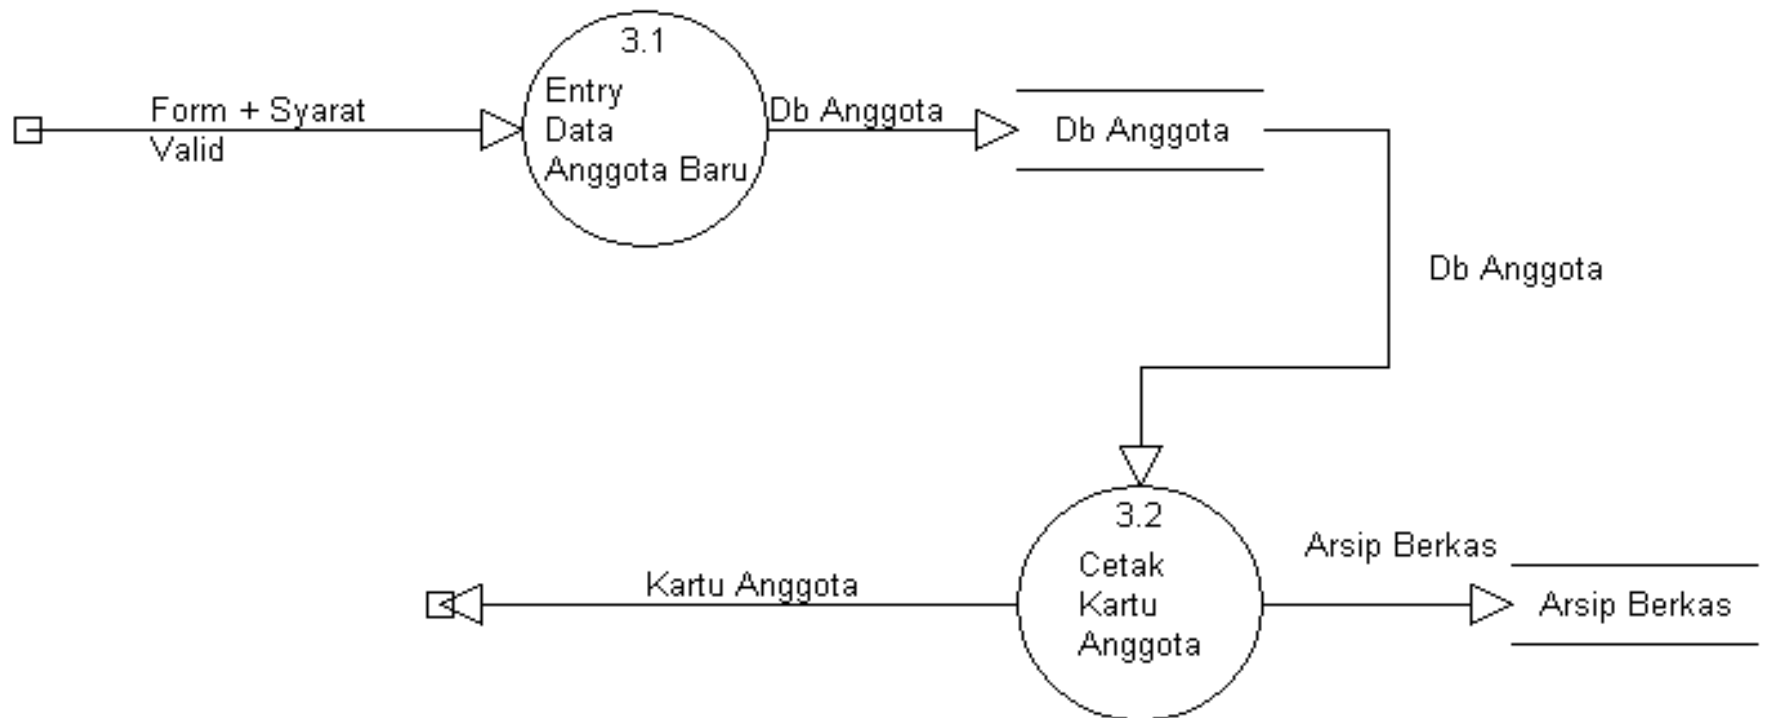 3.1
Entry
Data
Anggota Baru
Form + Syarat
Valid
Db Anggota
Db Anggota
Db Anggota
3.2
Cetak
Kartu
Anggota
Kartu Anggota
Arsip Berkas
Arsip Berkas